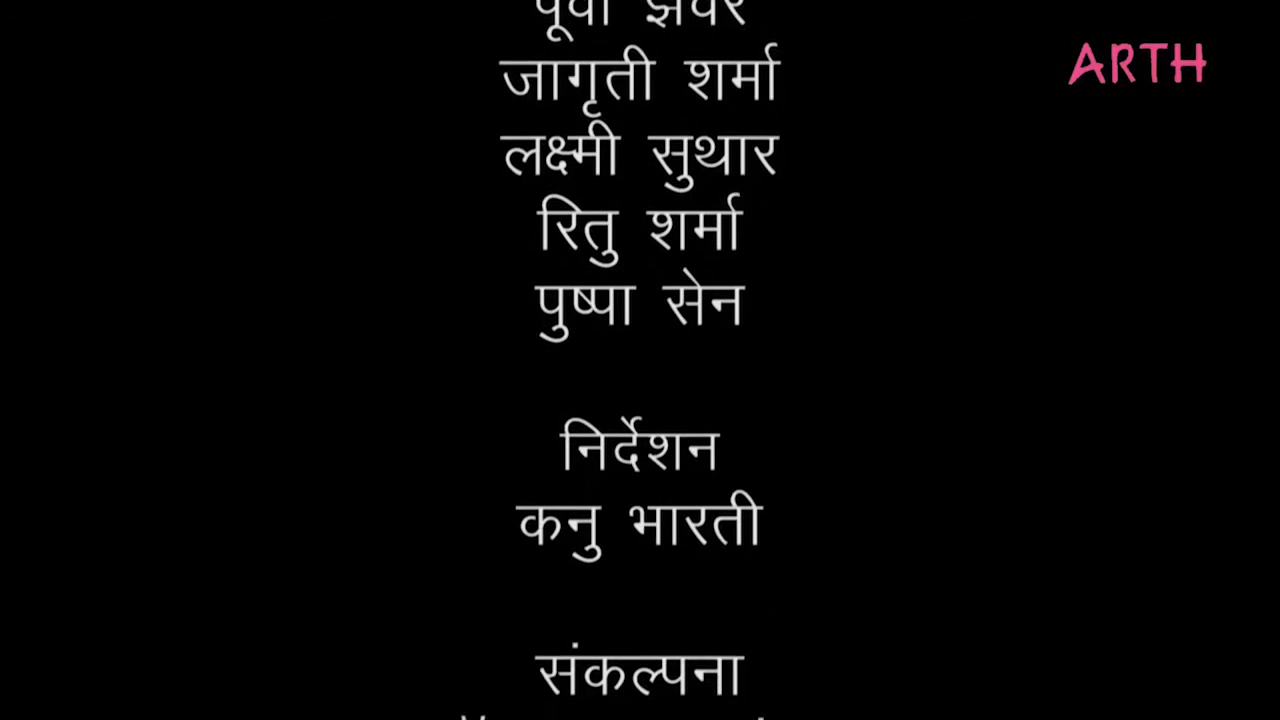 ARTH
जागृती शर्मा
लक्ष्मी सुथार
रितु शर्मा
पुष्पा सेन
निर्देशन
कनु भारती
संकल्पना